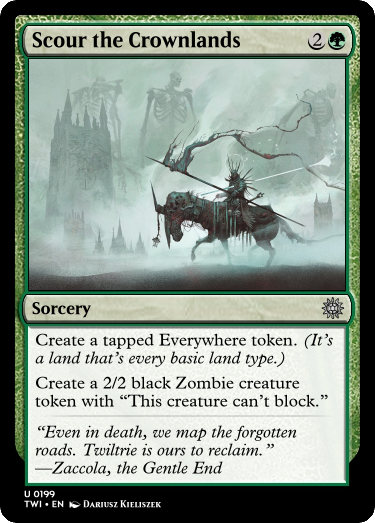 Scour the Crownlands 2
Sorcery
Create a tapped Everywhere token. (It's
a land that's every basic land type.)
Create a 2/2 black Zombie creature
token with “This creature can't block.”
“Even in death, we map the forgotten
roads. Twiltrie is ours to reclaim.”
—Zaccola, the Gentle End
U 0199
TWI • EN Dariusz Kieliszek